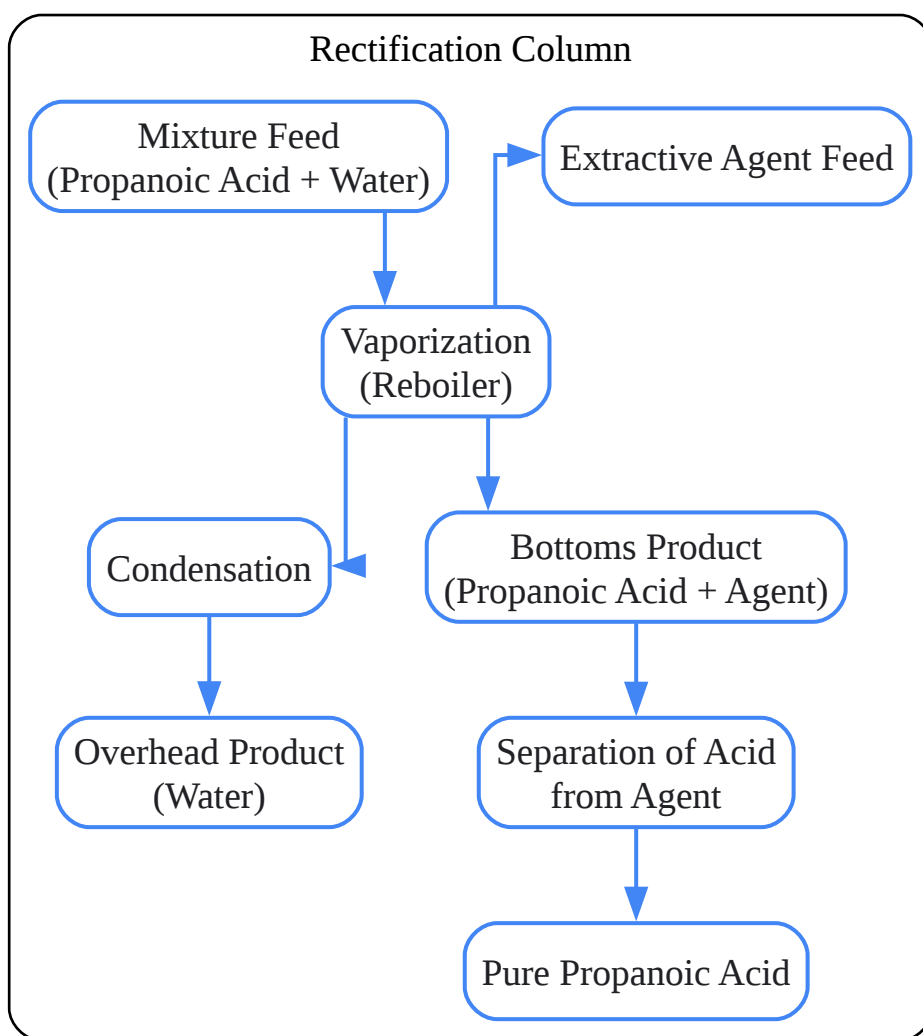 Rectification Column
Mixture Feed
(Propanoic Acid + Water)
Extractive Agent Feed
Vaporization
(Reboiler)
Condensation
Bottoms Product
(Propanoic Acid + Agent)
Overhead Product
(Water)
Separation of Acid
from Agent
Pure Propanoic Acid